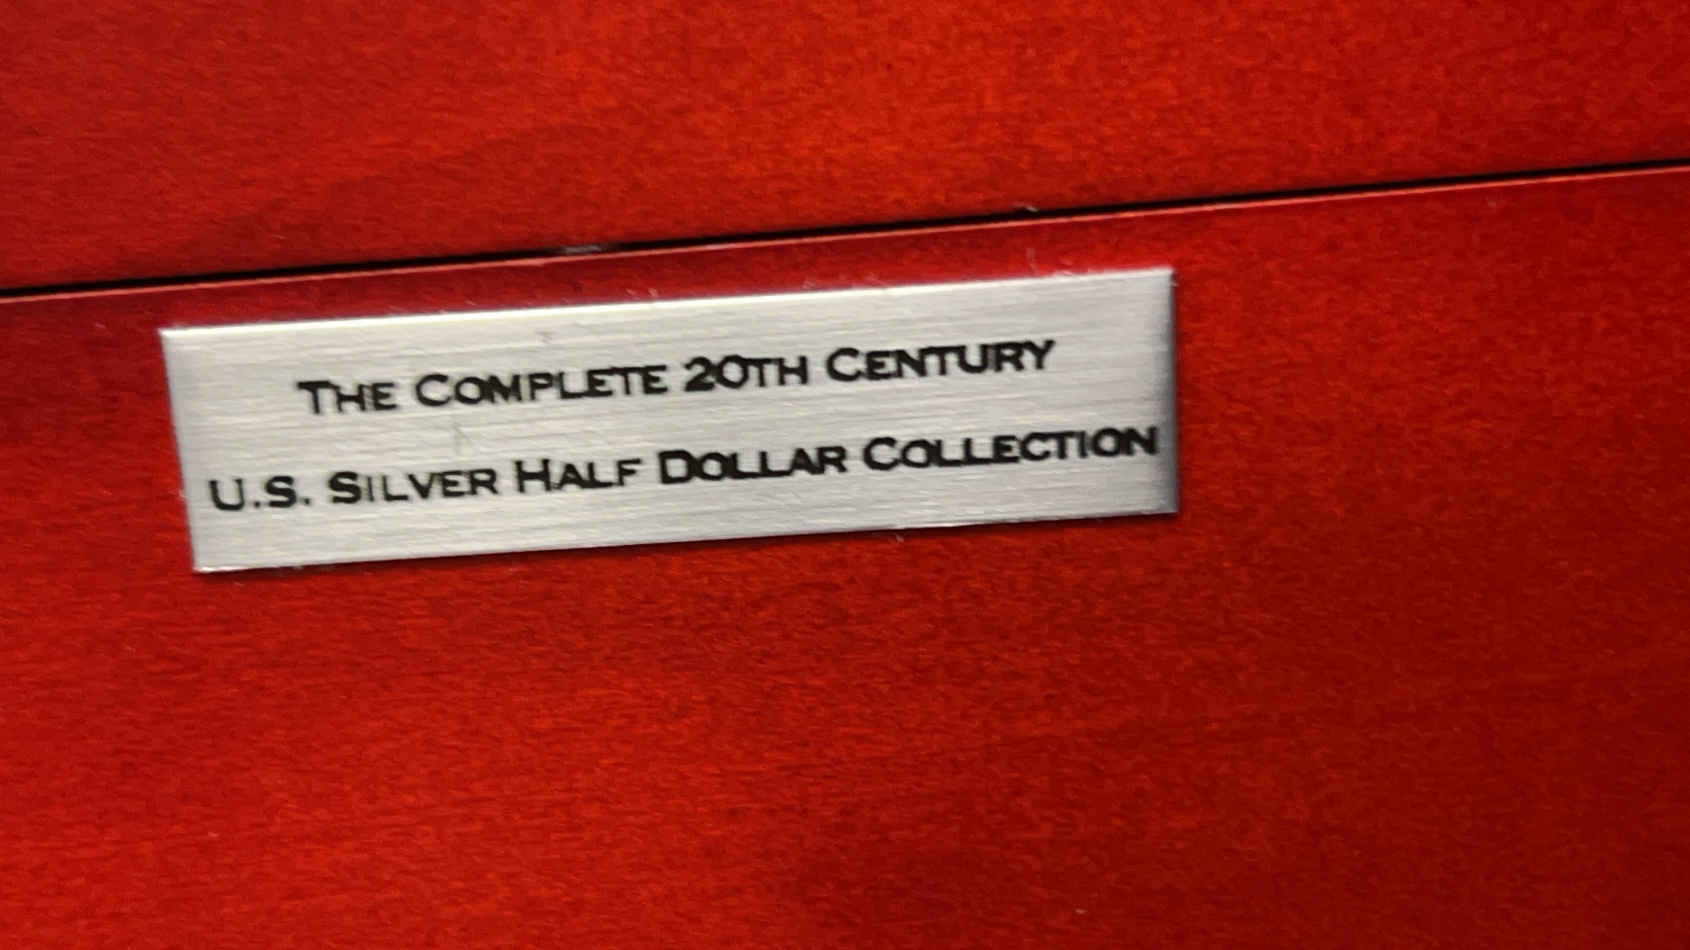 The Complete 20th Century
U.S. Silver Half Dollar Collection